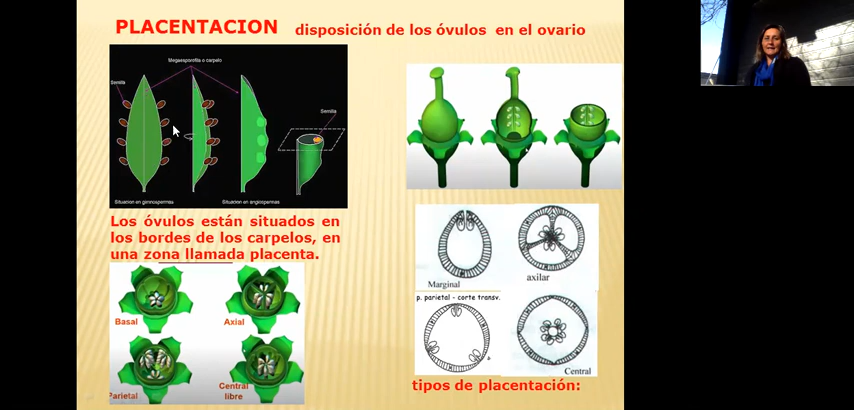 PLACENTACION disposición de los óvulos en el ovario
Megaesporofila o carpelo
Semilla
Semilla
Situacion en gimnospermas
Situacion en angiospermas
Los óvulos están situados en
los bordes de los carpelos, en
una zona llamada placenta.
Basal
Axial
Parietal
Central
libre
Marginal
axilar
p. parietal - corte transv.
Central
tipos de placentación: